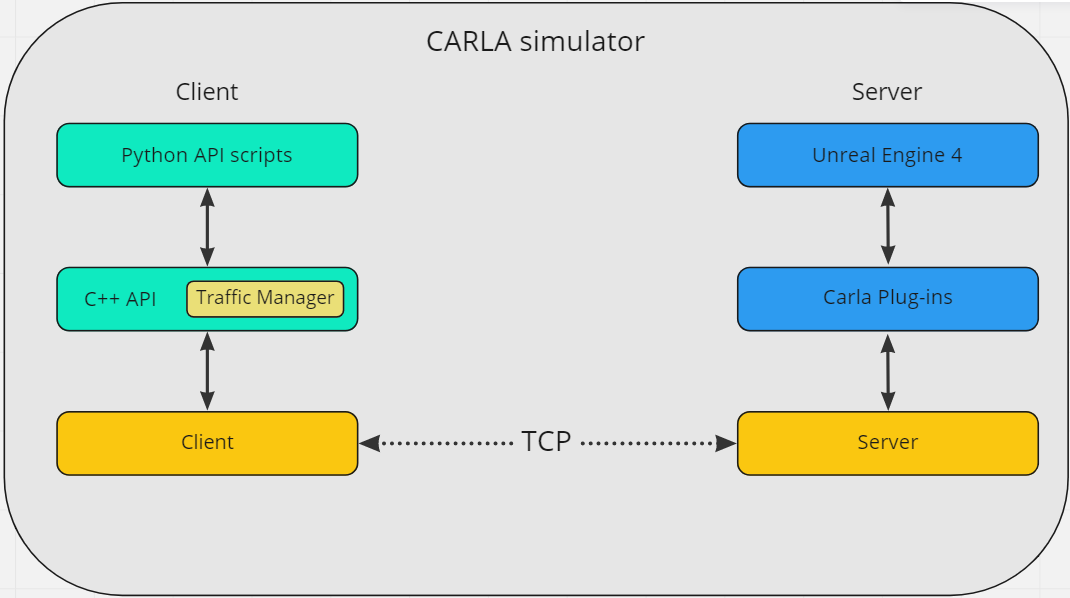 CARLA simulator
Client
Server
Python API scripts
Unreal Engine 4
C++ API
Traffic Manager
Carla Plug-ins
Client
TCP
Server